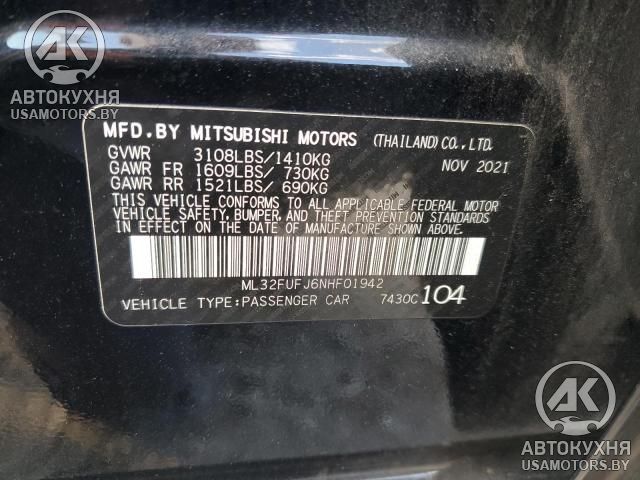 АК
АВТОКУХНЯ
USAMOTORS.BY
MFD.BY MITSUBISHI MOTORS (THAILAND) CO., LTD.
GVWR 3108LBS/1410KG NOV 2021
GAWR FR 1609LBS/ 730KG
GAWR RR 1521LBS/ 690KG
THIS VEHICLE CONFORMS TO ALL APPLICABLE FEDERAL MOTOR
VEHICLE SAFETY, BUMPER, AND THEFT PREVENTION STANDARDS
IN EFFECT ON THE DATE OF MANUFACTURE SHOWN ABOVE.
ML32FUFJ6NHF01942
VEHICLE TYPE:PASSENGER CAR 7430C 104
АК
АВТОКУХНЯ
USAMOTORS.BY